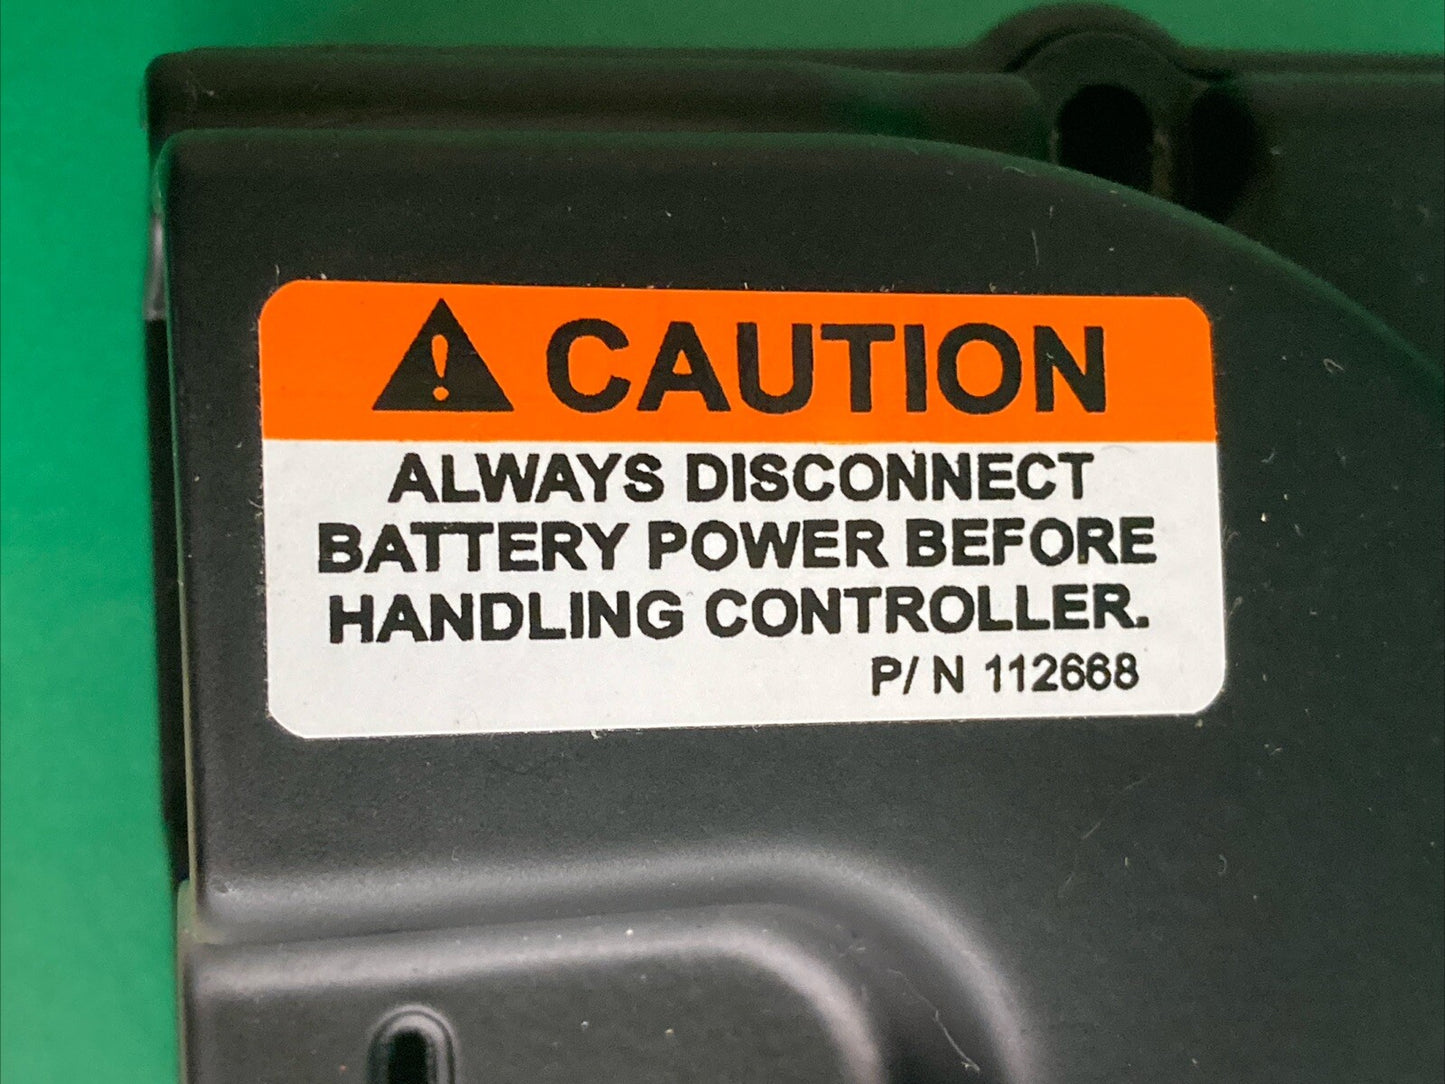 CAUTION
ALWAYS DISCONNECT
BATTERY POWER BEFORE
HANDLING CONTROLLER.
P/ N 112668